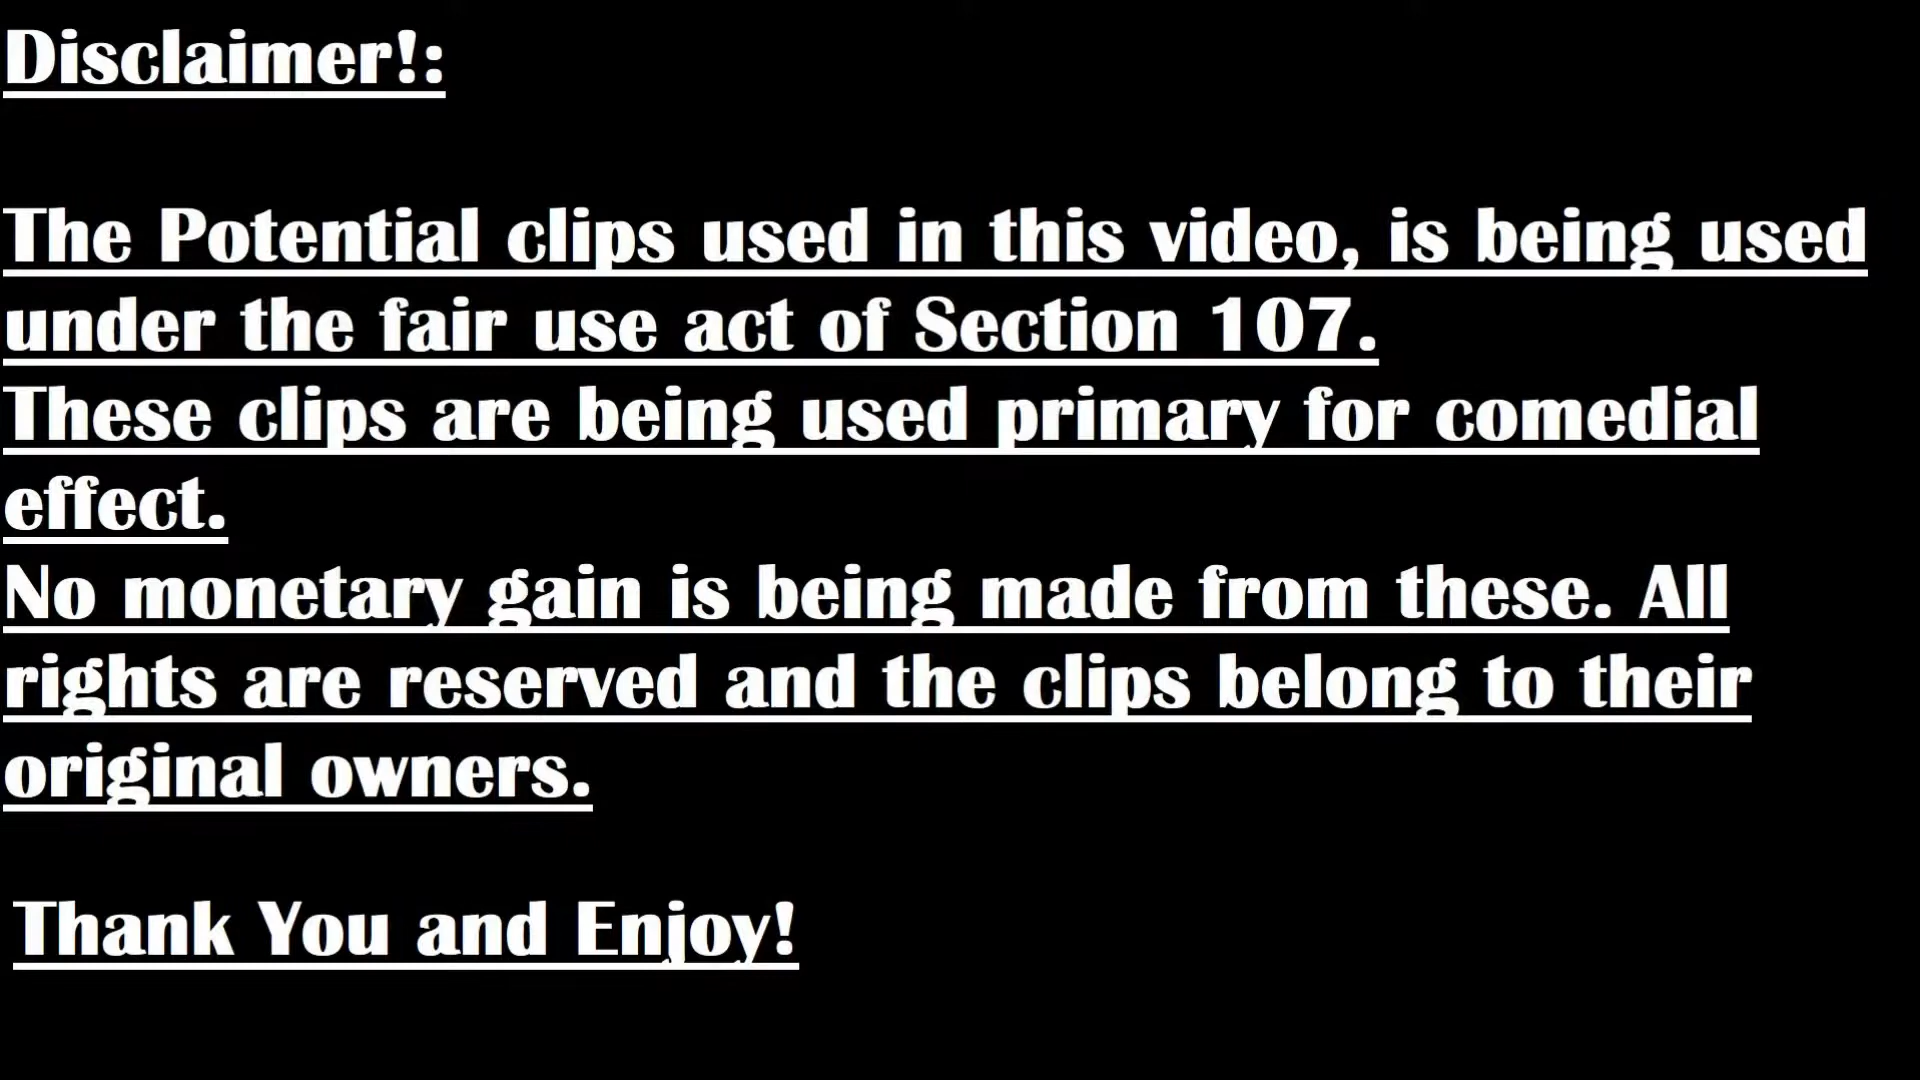 Disclaimer!:
The Potential clips used in this video, is being used
under the fair use act of Section 107.
These clips are being used primary for comedial
effect.
No monetary gain is being made from these. All
rights are reserved and the clips belong to their
original owners.
Thank You and Enjoy!